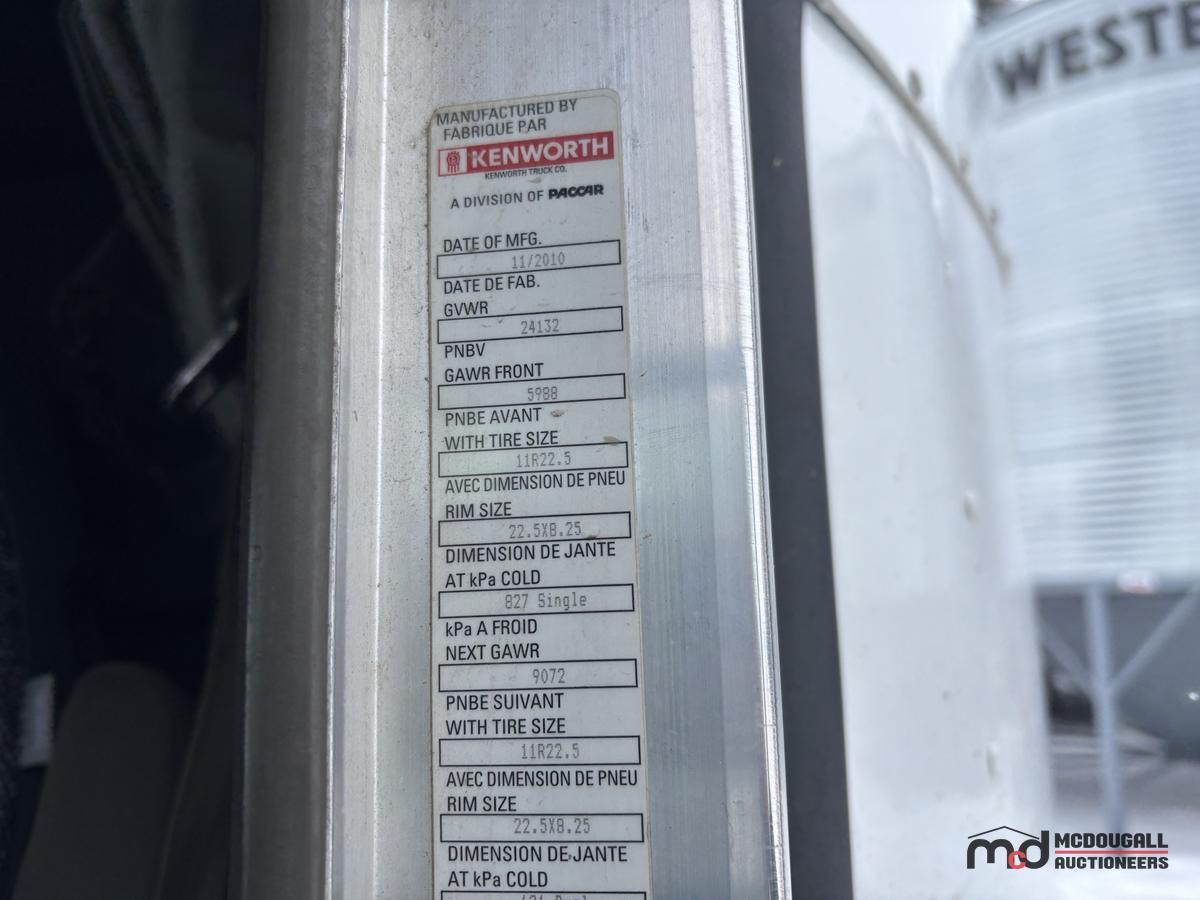 MANUFACTURED BY
FABRIQUE PAR
KENWORTH
KENWORTH TRUCK CO.
A DIVISION OF PACCAR
DATE OF MFG.
11/2010
DATE DE FAB.
GVWR
24132
PNBV
GAWR FRONT
5988
PNBE AVANT
WITH TIRE SIZE
11R22.5
AVEC DIMENSION DE PNEU
RIM SIZE
22.5X8.25
DIMENSION DE JANTE
AT kPa COLD
827 Single
kPa A FROID
NEXT GAWR
9072
PNBE SUIVANT
WITH TIRE SIZE
11R22.5
AVEC DIMENSION DE PNEU
RIM SIZE
22.5X8.25
DIMENSION DE JANTE
AT kPa COLD
WESTE
mcd MCDOUGALL
AUCTIONEERS